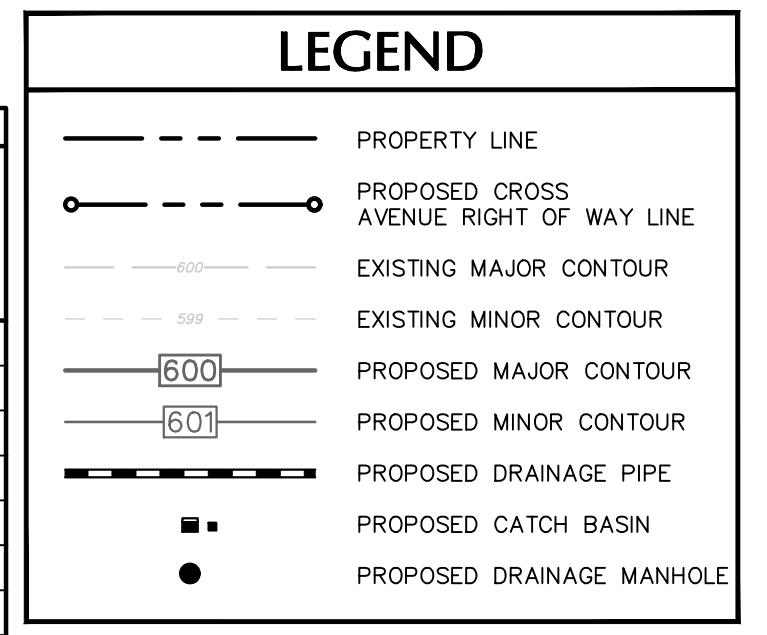 LEGEND
PROPERTY LINE
PROPOSED CROSS
AVENUE RIGHT OF WAY LINE
600 EXISTING MAJOR CONTOUR
599 EXISTING MINOR CONTOUR
600 PROPOSED MAJOR CONTOUR
601 PROPOSED MINOR CONTOUR
PROPOSED DRAINAGE PIPE
PROPOSED CATCH BASIN
PROPOSED DRAINAGE MANHOLE